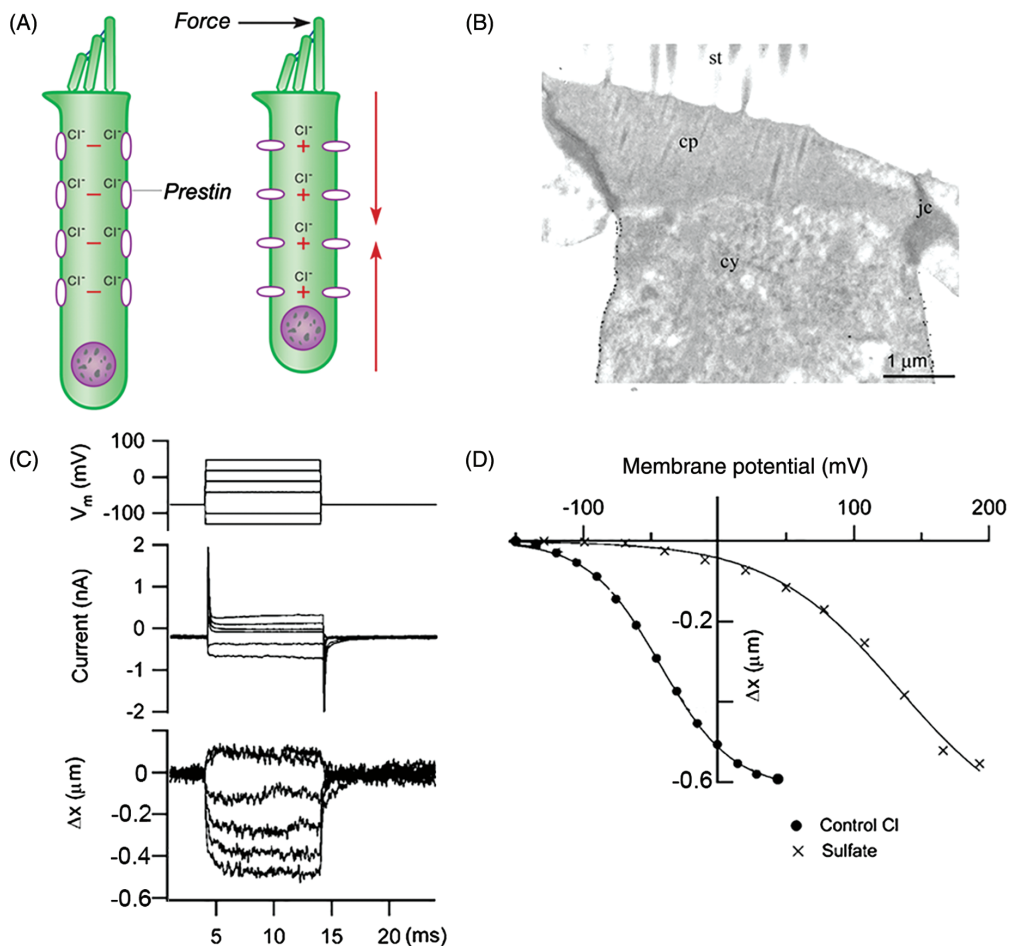 (A)
Force
Cl⁻ Cl⁻ Cl⁻
− +
Cl⁻ Cl⁻ Cl⁻
− +
Prestin
Cl⁻ Cl⁻ Cl⁻
− +
Cl⁻ Cl⁻ Cl⁻
− +
(B)
st
cp
jc
cy
1 μm
(C)
Vm (mV)
100
0
-100
Current (nA)
2
1
0
-1
-2
Δx (μm)
0
-0.2
-0.4
-0.6
5 10 15 20 (ms)
(D)
Membrane potential (mV)
-100 100 200
-0.2
Δx (μm)
-0.6
Control Cl
Sulfate